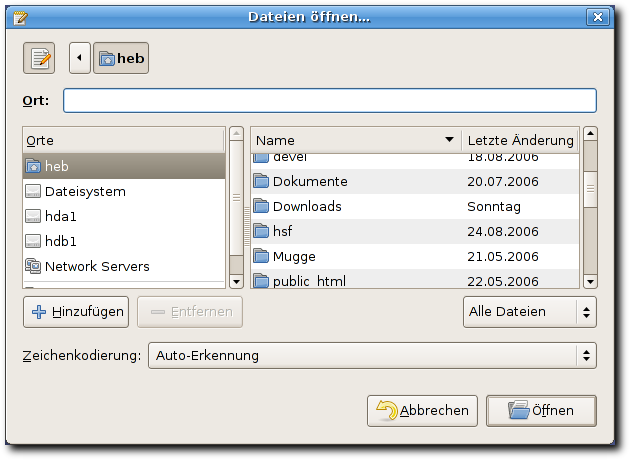 Dateien öffnen...
heb
Ort:
Orte
heb
Dateisystem
hda1
hdb1
Network Servers
Name Letzte Änderung
devel 18.08.2006
Dokumente 20.07.2006
Downloads Sonntag
hsf 24.08.2006
Mugge 21.05.2006
public_html 22.05.2006
Hinzufügen
Entfernen
Alle Dateien
Zeichenkodierung: Auto-Erkennung
Abbrechen
Öffnen